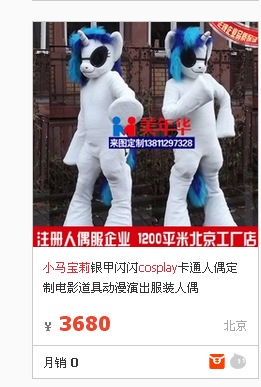 美年华
来图定制13811297328
注册人偶服企业 1200平米北京工厂店
小马宝莉银甲闪闪cosplay卡通人偶定
制电影道具动漫演出服装人偶
¥ 3680
北京
月销 0